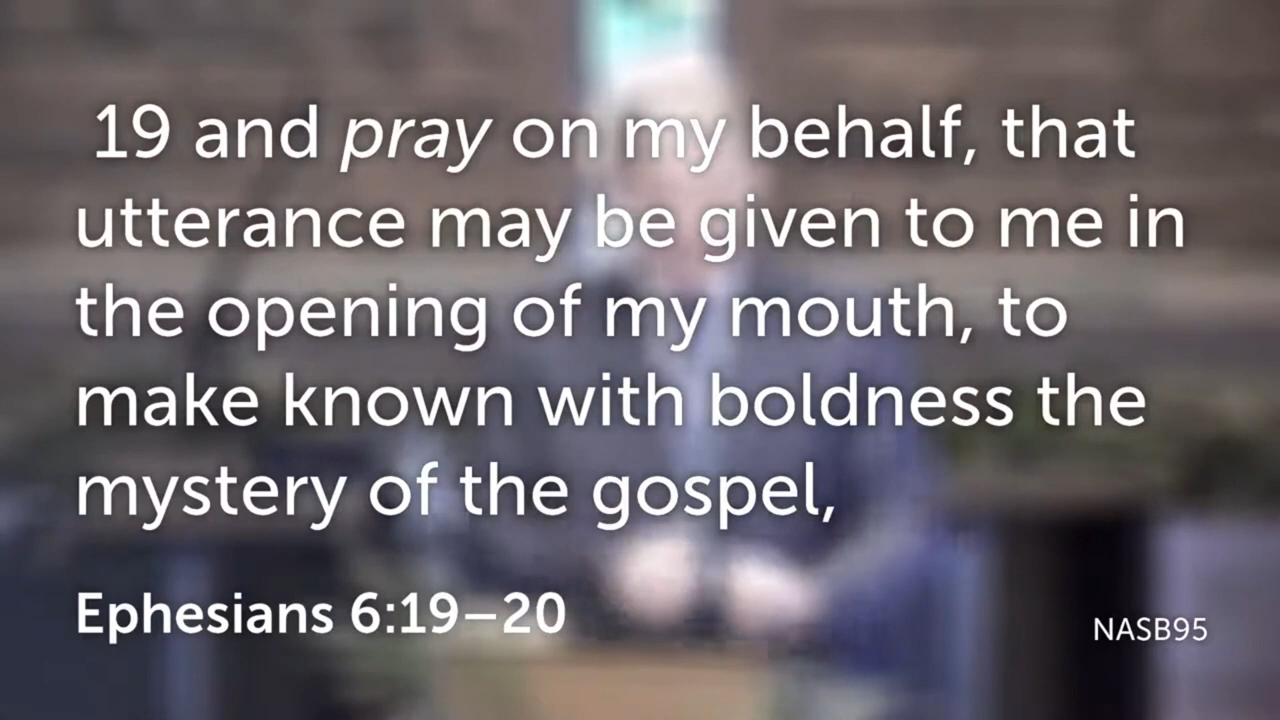 19 and pray on my behalf, that
utterance may be given to me in
the opening of my mouth, to
make known with boldness the
mystery of the gospel,
Ephesians 6:19–20
NASB95